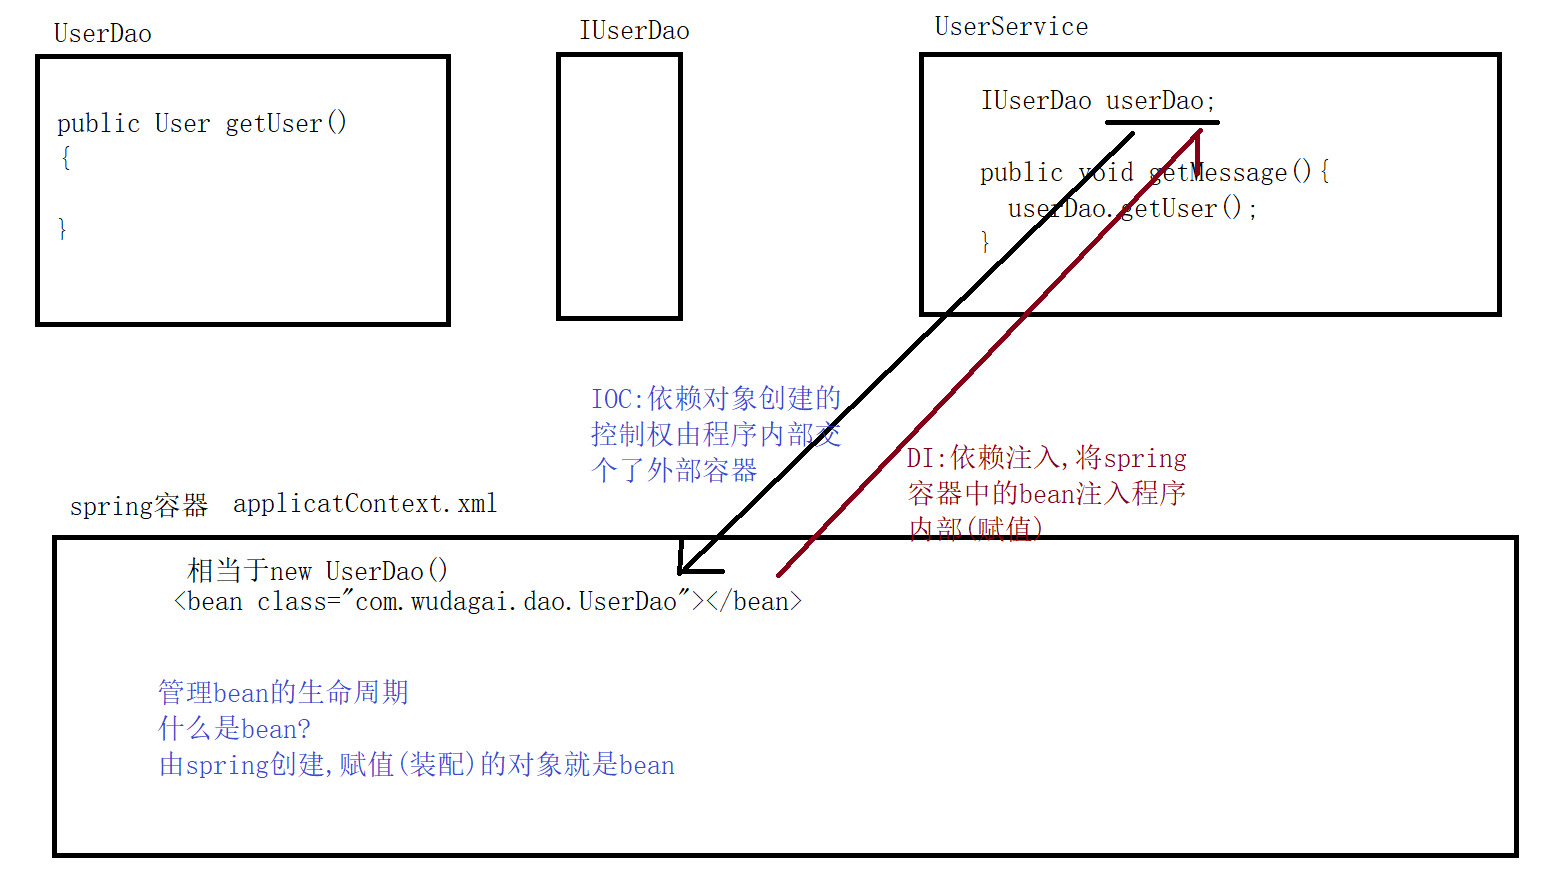 UserDao
public User getUser()
{
}
IUserDao
UserService
IUserDao userDao;
public void getMessage(){
userDao.getUser();
}
IOC:依赖对象创建的
控制权由程序内部交
个了外部容器
DI:依赖注入,将spring
容器中的bean注入程序
内部(赋值)
spring容器 applicatContext.xml
相当于new UserDao()
<bean class="com.wudagai.dao.UserDao"></bean>
管理bean的生命周期
什么是bean?
由spring创建,赋值(装配)的对象就是bean